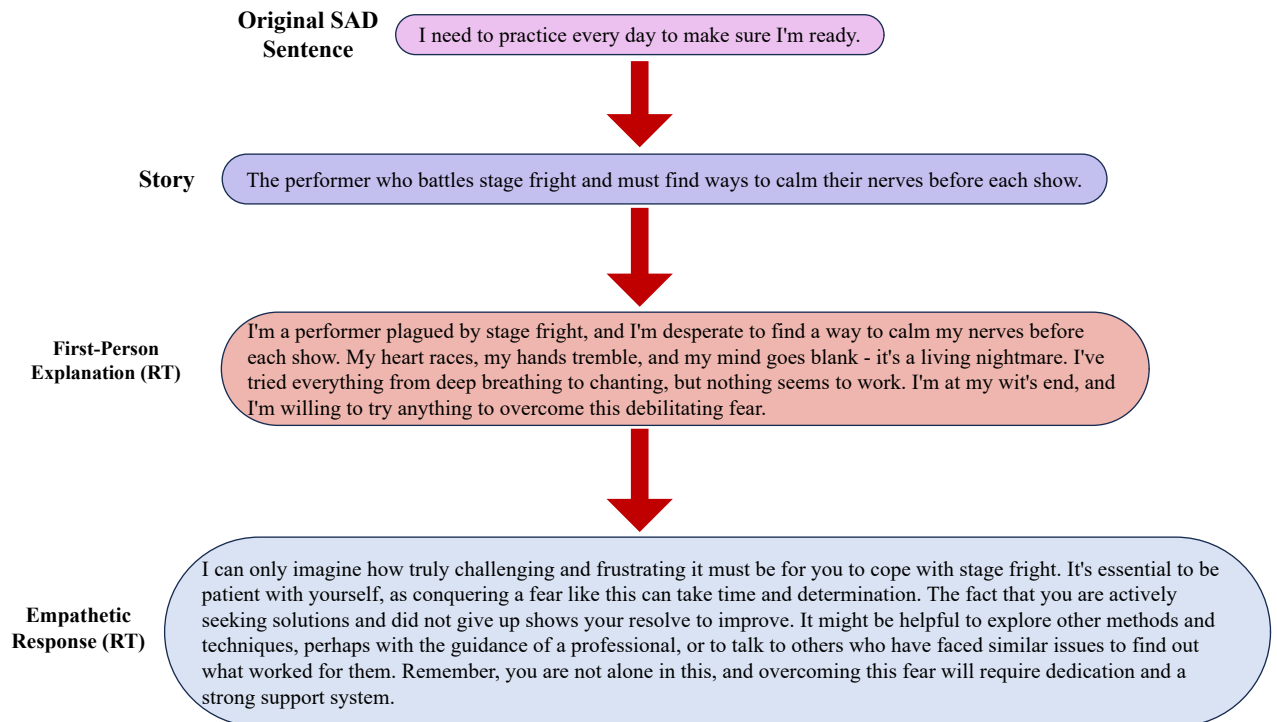 Original SAD
Sentence
I need to practice every day to make sure I'm ready.
Story
The performer who battles stage fright and must find ways to calm their nerves before each show.
First-Person
Explanation (RT)
I'm a performer plagued by stage fright, and I'm desperate to find a way to calm my nerves before
each show. My heart races, my hands tremble, and my mind goes blank - it's a living nightmare. I've
tried everything from deep breathing to chanting, but nothing seems to work. I'm at my wit's end, and
I'm willing to try anything to overcome this debilitating fear.
Empathetic
Response (RT)
I can only imagine how truly challenging and frustrating it must be for you to cope with stage fright. It's essential to be
patient with yourself, as conquering a fear like this can take time and determination. The fact that you are actively
seeking solutions and did not give up shows your resolve to improve. It might be helpful to explore other methods and
techniques, perhaps with the guidance of a professional, or to talk to others who have faced similar issues to find out
what worked for them. Remember, you are not alone in this, and overcoming this fear will require dedication and a
strong support system.